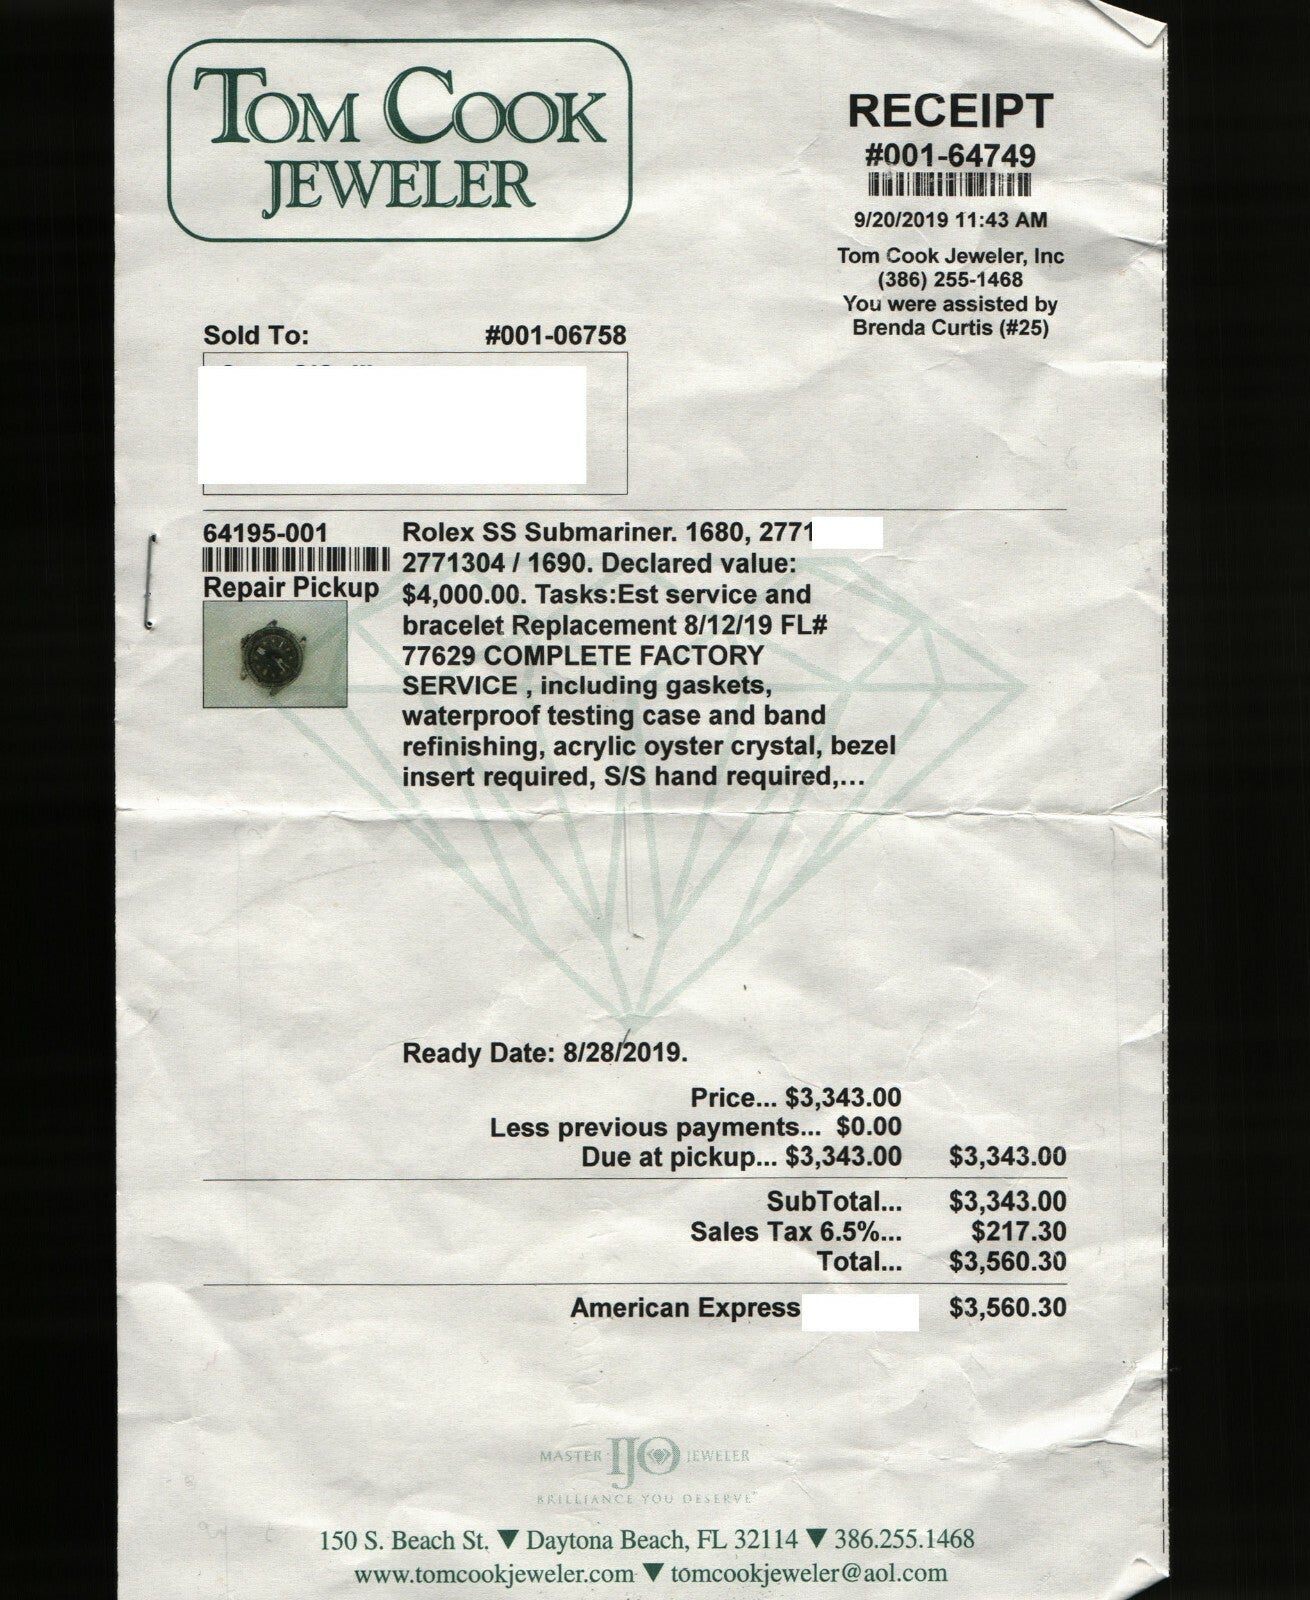 TOM COOK
JEWELER
RECEIPT
#001-64749
9/20/2019 11:43 AM
Tom Cook Jeweler, Inc
(386) 255-1468
You were assisted by
Brenda Curtis (#25)
Sold To: #001-06758
64195-001
Repair Pickup
Rolex SS Submariner. 1680, 2771
2771304 / 1690. Declared value:
$4,000.00. Tasks:Est service and
bracelet Replacement 8/12/19 FL#
77629 COMPLETE FACTORY
SERVICE , including gaskets,
waterproof testing case and band
refinishing, acrylic oyster crystal, bezel
insert required, S/S hand required,...
Ready Date: 8/28/2019.
Price... $3,343.00
Less previous payments... $0.00
Due at pickup... $3,343.00 $3,343.00
SubTotal... $3,343.00
Sales Tax 6.5%... $217.30
Total... $3,560.30
American Express $3,560.30
MASTER IJO JEWELER
BRILLIANCE YOU DESERVE
150 S. Beach St. ▼ Daytona Beach, FL 32114 ▼ 386.255.1468
www.tomcookjeweler.com ▼ tomcookjeweler@aol.com